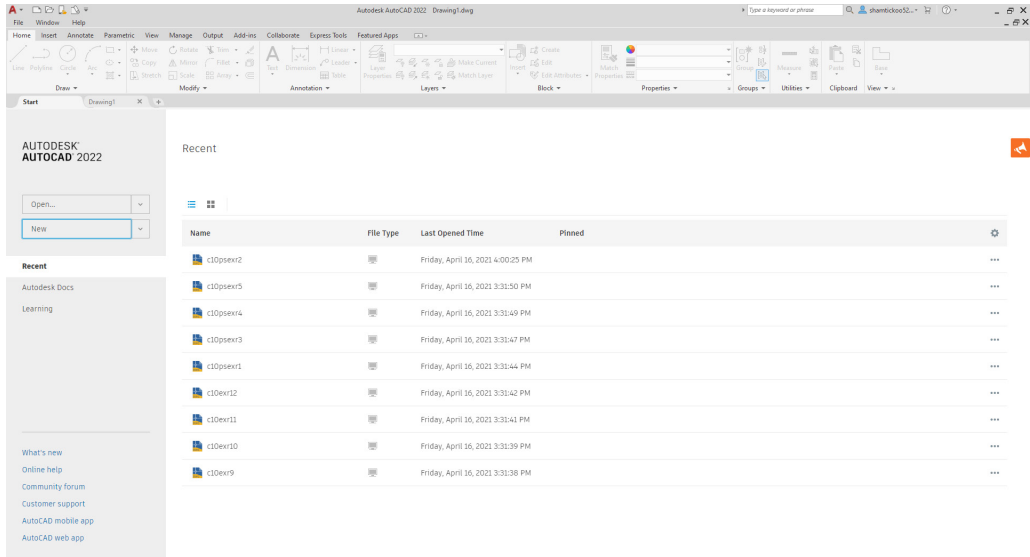 Autodesk AutoCAD 2022 Drawing1.dwg
Type a keyword or phrase
shamtickoo52...
File Window Help
Home Insert Annotate Parametric View Manage Output Add-ins Collaborate Express Tools Featured Apps
Line Polyline Circle Arc
Move Rotate Trim
Copy Mirror Fillet
Stretch Scale Array
Text Dimension
Linear
Leader
Table
Layer Properties
Make Current
Match Layer
Insert
Create
Edit
Edit Attributes
Match Properties
Group
Measure
Paste
Base
Draw Modify Annotation Layers Block Properties Groups Utilities Clipboard View
Start Drawing1
AUTODESK
AUTOCAD 2022
Recent
Open...
New
Name File Type Last Opened Time Pinned
Recent
Autodesk Docs
Learning
c10psexr2 Friday, April 16, 2021 4:00:25 PM
c10psexr5 Friday, April 16, 2021 3:31:50 PM
c10psexr4 Friday, April 16, 2021 3:31:49 PM
c10psexr3 Friday, April 16, 2021 3:31:47 PM
c10psexr1 Friday, April 16, 2021 3:31:44 PM
c10exr12 Friday, April 16, 2021 3:31:42 PM
c10exr11 Friday, April 16, 2021 3:31:41 PM
c10exr10 Friday, April 16, 2021 3:31:39 PM
c10exr9 Friday, April 16, 2021 3:31:38 PM
What's new
Online help
Community forum
Customer support
AutoCAD mobile app
AutoCAD web app